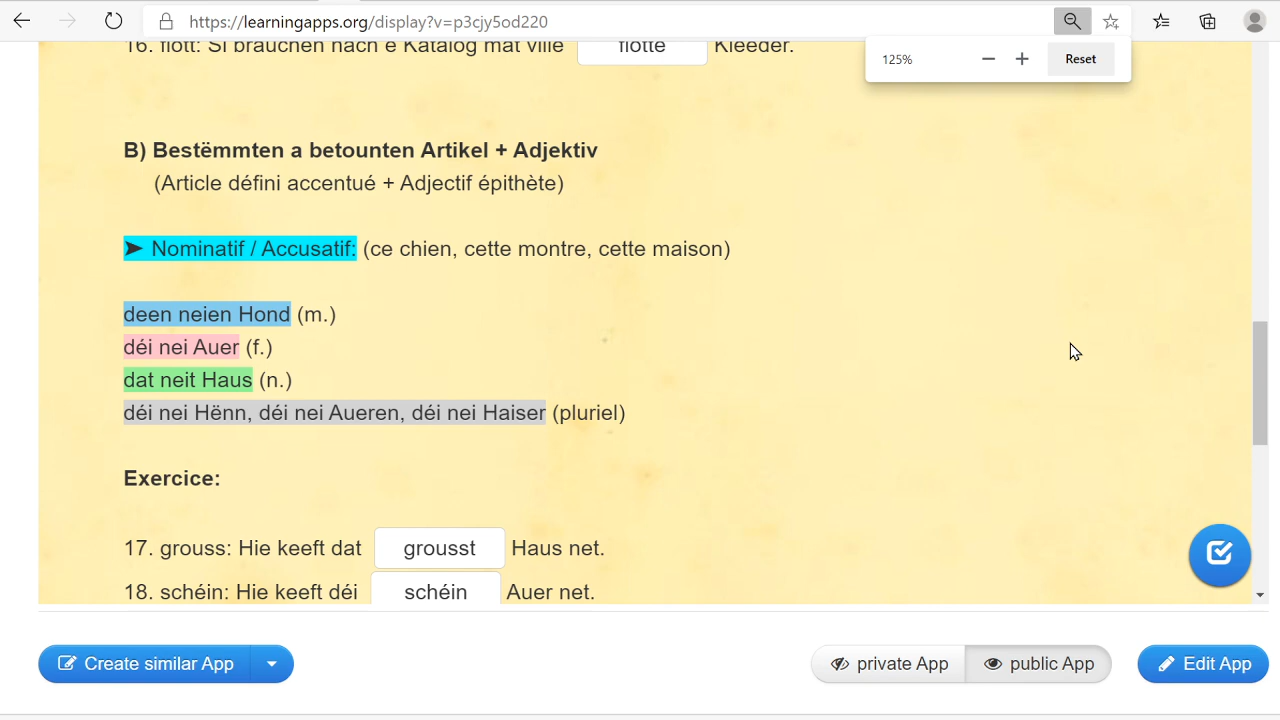 https://learningapps.org/display?v=p3cjy5od220
16. flott: Si brauchen nach e Katalog mat ville flotte Kleeder.
125% Reset
B) Bestëmmten a betounten Artikel + Adjektiv
(Article défini accentué + Adjectif épithète)
➤ Nominatif / Accusatif: (ce chien, cette montre, cette maison)
deen neien Hond (m.)
déi nei Auer (f.)
dat neit Haus (n.)
déi nei Hënn, déi nei Aueren, déi nei Haiser (pluriel)
Exercice:
17. grouss: Hie keeft dat grousst Haus net.
18. schéin: Hie keeft déi schéin Auer net.
Create similar App private App public App Edit App